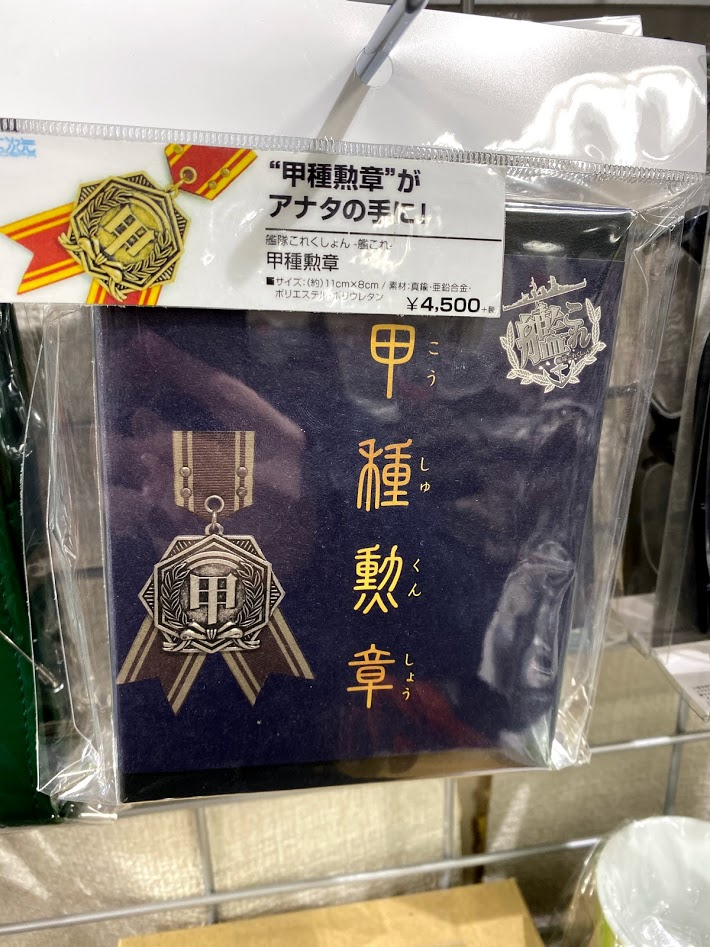 次元
甲種
"甲種勲章"が
アナタの手に!
艦隊これくしょん -艦これ-
甲種勲章
■サイズ:(約)11cm×8cm / 素材:真鍮・亜鉛合金・
ポリエステル・ポリウレタン
¥4,500+税
艦これ
甲種勲章
こうしゅくんしょう
甲